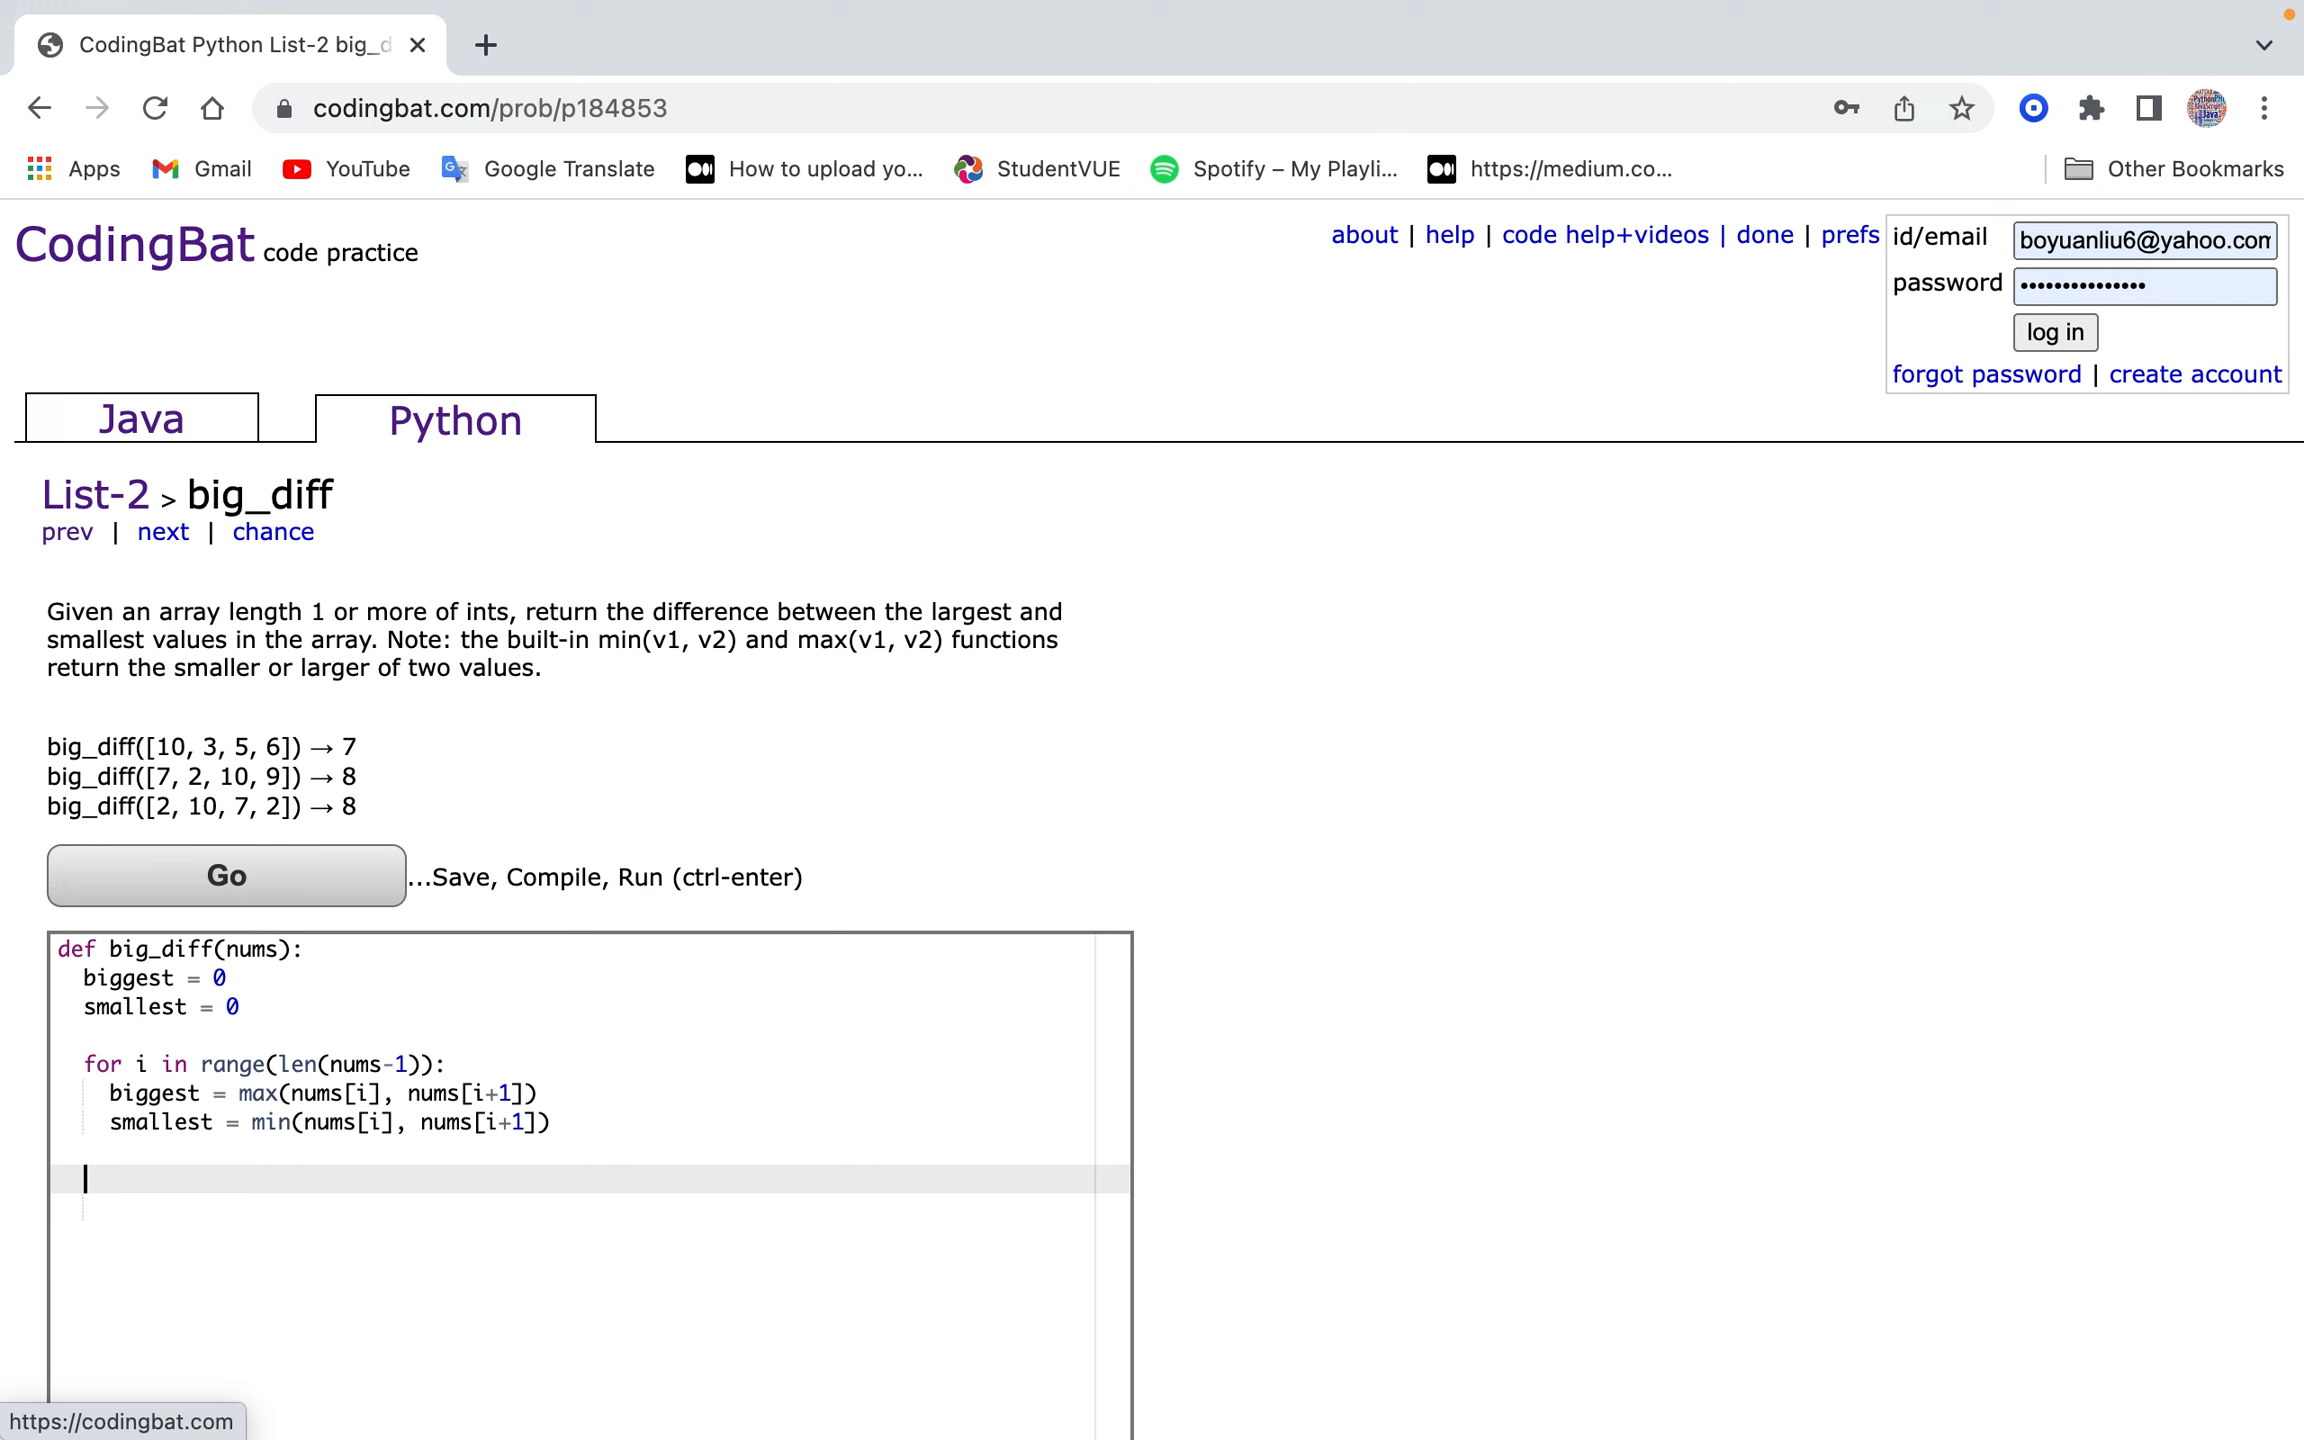 CodingBat Python List-2 big_d
codingbat.com/prob/p184853
Apps Gmail YouTube Google Translate How to upload yo... StudentVUE Spotify – My Playli... https://medium.co... Other Bookmarks
CodingBat code practice
about | help | code help+videos | done | prefs
id/email boyuanliu6@yahoo.com
password •••••••••••••••
log in
forgot password | create account
Java Python
List-2 > big_diff
prev | next | chance
Given an array length 1 or more of ints, return the difference between the largest and
smallest values in the array. Note: the built-in min(v1, v2) and max(v1, v2) functions
return the smaller or larger of two values.
big_diff([10, 3, 5, 6]) → 7
big_diff([7, 2, 10, 9]) → 8
big_diff([2, 10, 7, 2]) → 8
Go ...Save, Compile, Run (ctrl-enter)
def big_diff(nums):
  biggest = 0
  smallest = 0
  for i in range(len(nums-1)):
    biggest = max(nums[i], nums[i+1])
    smallest = min(nums[i], nums[i+1])
https://codingbat.com